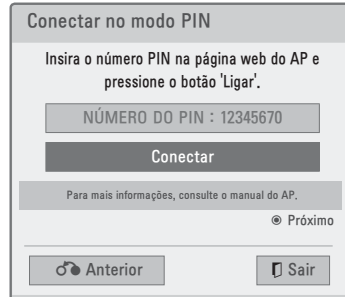 Conectar no modo PIN
Insira o número PIN na página web do AP e
pressione o botão 'Ligar'.
NÚMERO DO PIN : 12345670
Conectar
Para mais informações, consulte o manual do AP.
Próximo
Anterior
Sair